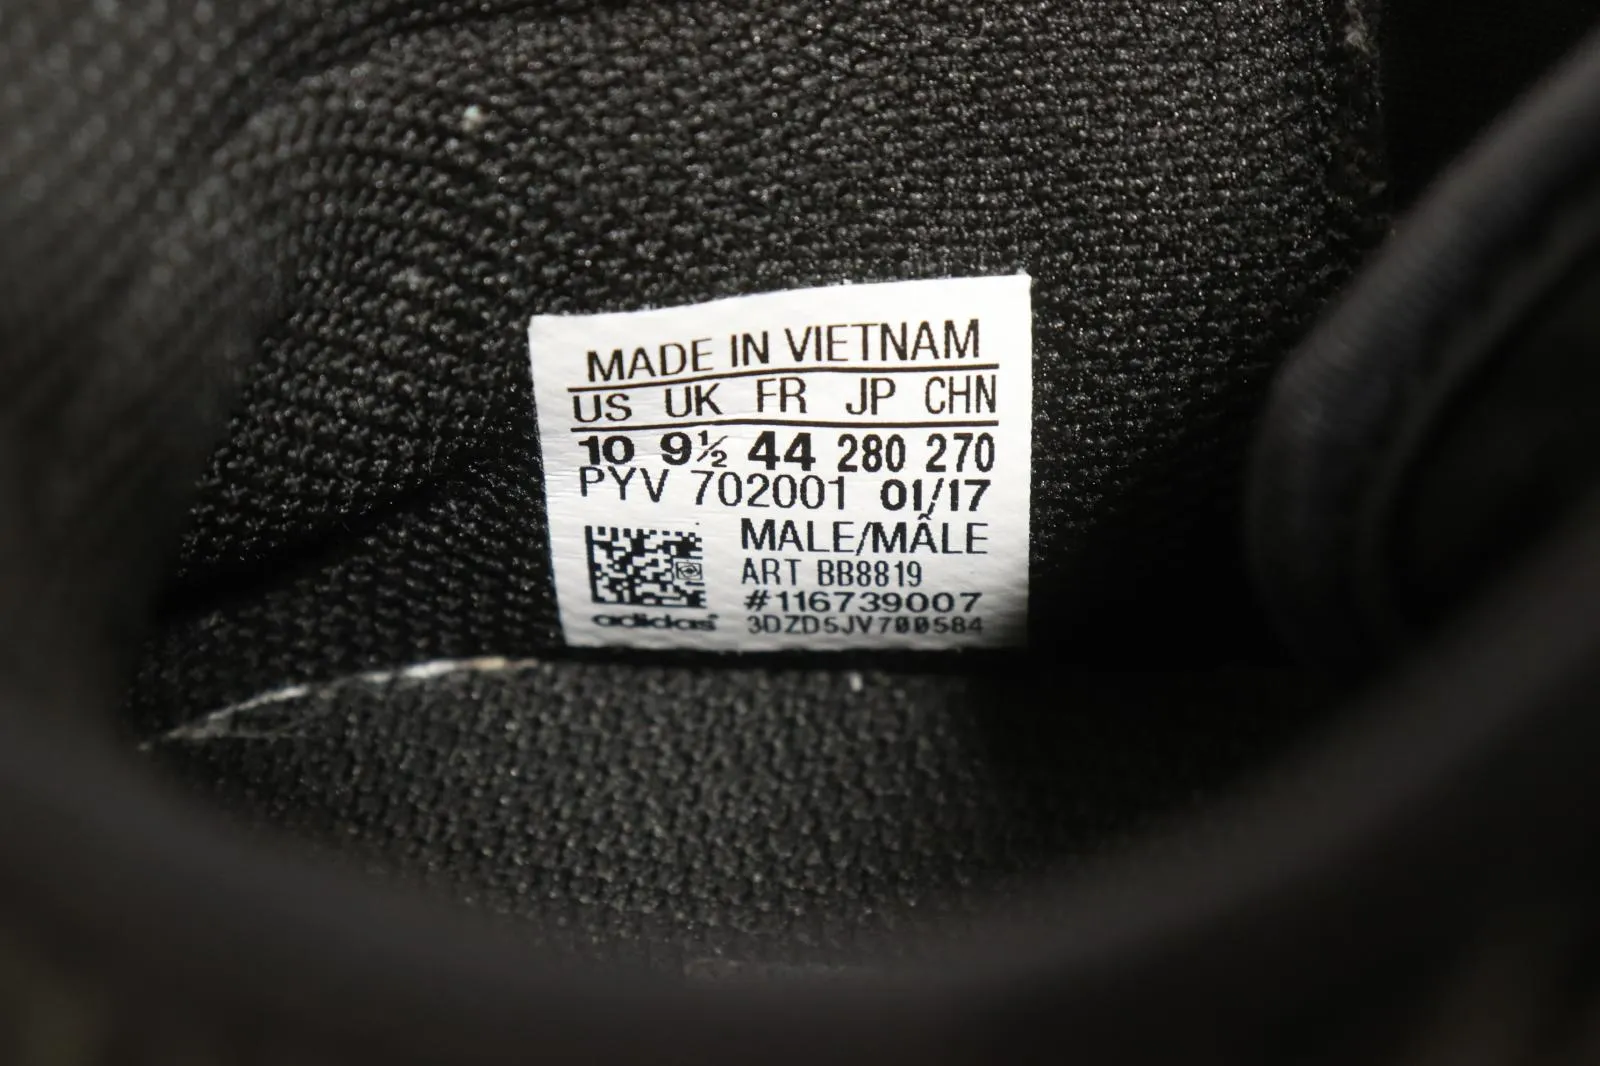 MADE IN VIETNAM
US UK FR JP CHN
10 9½ 44 280 270
PYV 702001 01/17
MALE/MÂLE
ART BB8819
#116739007
adidas 3DZD5JV700584